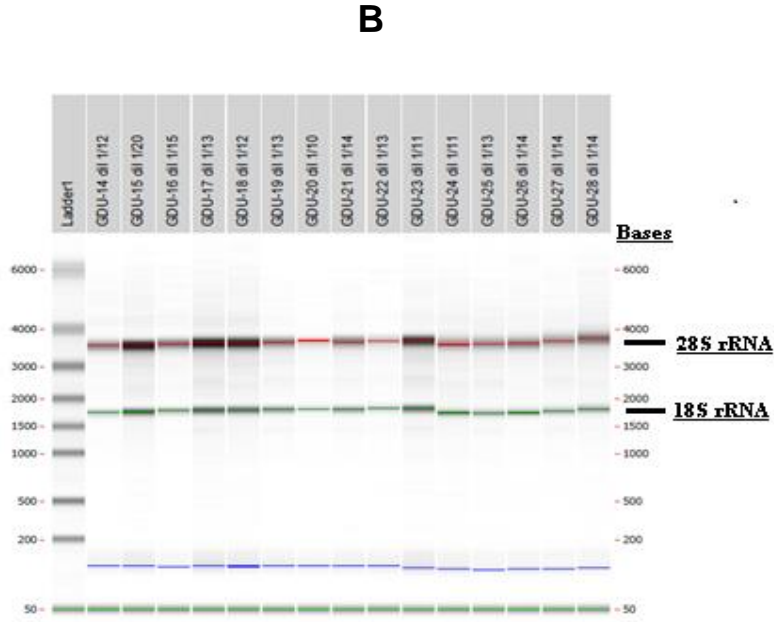 B
Ladder1
GDU-14 dil 1/12
GDU-15 dil 1/20
GDU-16 dil 1/15
GDU-17 dil 1/13
GDU-18 dil 1/12
GDU-19 dil 1/13
GDU-20 dil 1/10
GDU-21 dil 1/14
GDU-22 dil 1/13
GDU-23 dil 1/11
GDU-24 dil 1/11
GDU-25 dil 1/13
GDU-26 dil 1/14
GDU-27 dil 1/14
GDU-28 dil 1/14
Bases
6000 - - 6000
4000 - - 4000
28S rRNA
3000 - - 3000
2000 - - 2000
18S rRNA
1500 - - 1500
1000 - - 1000
500 - - 500
200 - - 200
50 - - 50